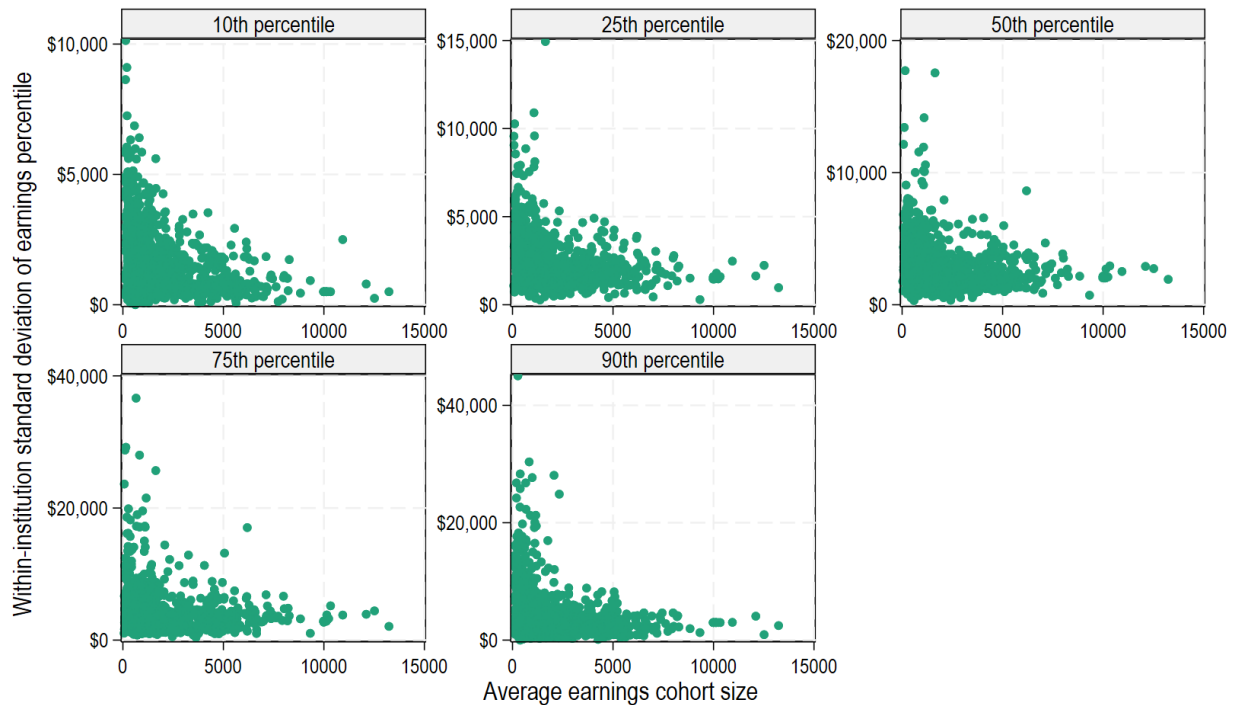 10th percentile
25th percentile
50th percentile
$10,000
$5,000
$0
0 5000 10000 15000
$15,000
$10,000
$5,000
$0
0 5000 10000 15000
$20,000
$10,000
$0
0 5000 10000 15000
75th percentile
90th percentile
$40,000
$20,000
$0
0 5000 10000 15000
$40,000
$20,000
$0
0 5000 10000 15000
Within-institution standard deviation of earnings percentile
Average earnings cohort size